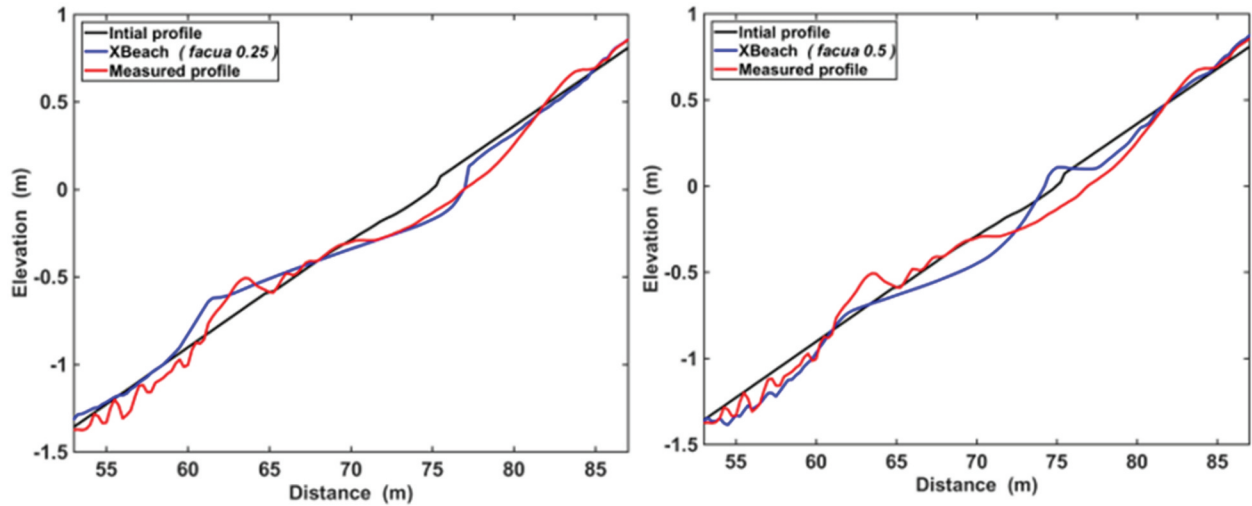 Intial profile
XBeach ( facua 0.25 )
Measured profile
1
0.5
0
-0.5
-1
-1.5
Elevation (m)
55 60 65 70 75 80 85
Distance (m)
Intial profile
XBeach ( facua 0.5 )
Measured profile
1
0.5
0
-0.5
-1
-1.5
Elevation (m)
55 60 65 70 75 80 85
Distance (m)